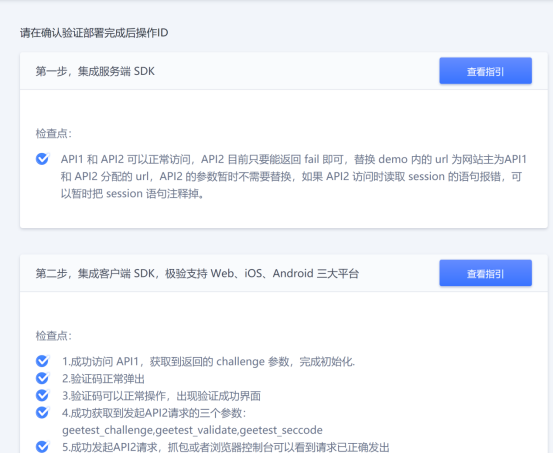 请在确认验证部署完成后操作ID
第一步，集成服务端 SDK
查看指引
检查点：
API1 和 API2 可以正常访问，API2 目前只要能返回 fail 即可，替换 demo 内的 url 为网站主为API1
和 API2 分配的 url，API2 的参数暂时不需要替换，如果 API2 访问时读取 session 的语句报错，可
以暂时把 session 语句注释掉。
第二步，集成客户端 SDK，极验支持 Web、iOS、Android 三大平台
查看指引
检查点：
1.成功访问 API1，获取到返回的 challenge 参数，完成初始化.
2.验证码正常弹出
3.验证码可以正常操作，出现验证成功界面
4.成功获取到发起API2请求的三个参数：
geetest_challenge,geetest_validate,geetest_seccode
5.成功发起API2请求，抓包或者浏览器控制台可以看到请求已正确发出